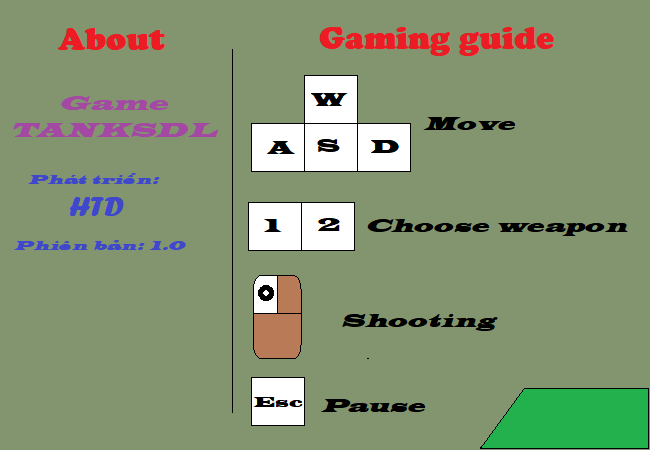 About
Game
TANKSDL
Phát triển:
HTD
Phiên bản: 1.0
Gaming guide
W
A S D
Move
1 2
Choose weapon
Shooting
Esc
Pause